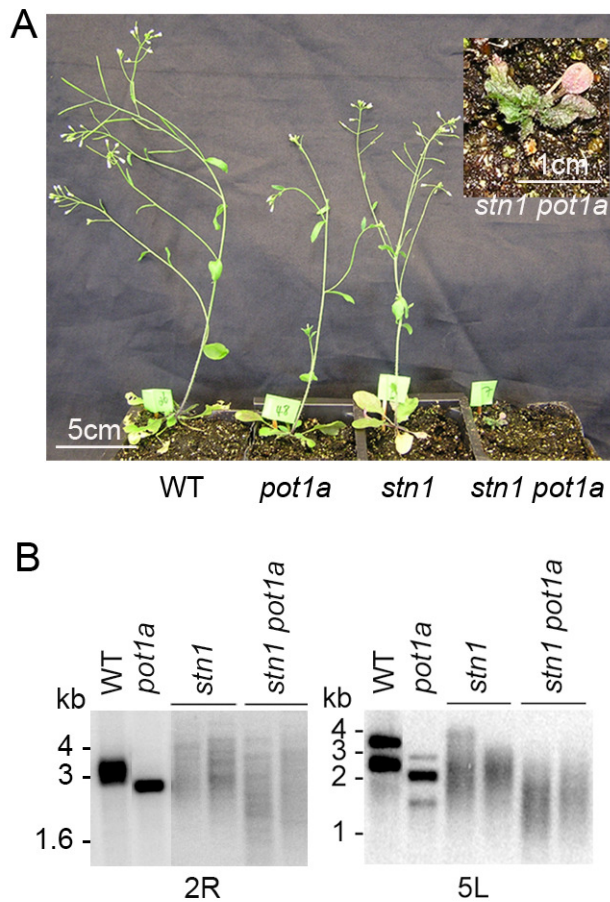 A
1cm
stn1 pot1a
5cm
WT pot1a stn1 stn1 pot1a
B
WT pot1a stn1 stn1 pot1a
kb
4
3
1.6
2R
WT pot1a stn1 stn1 pot1a
kb
4
3
2
1
5L